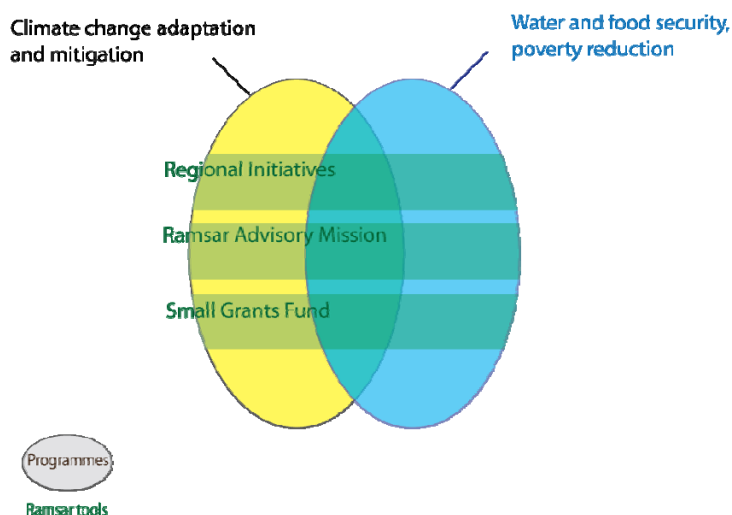 Climate change adaptation
and mitigation
Water and food security,
poverty reduction
Regional Initiatives
Ramsar Advisory Mission
Small Grants Fund
Programmes
Ramsar tools